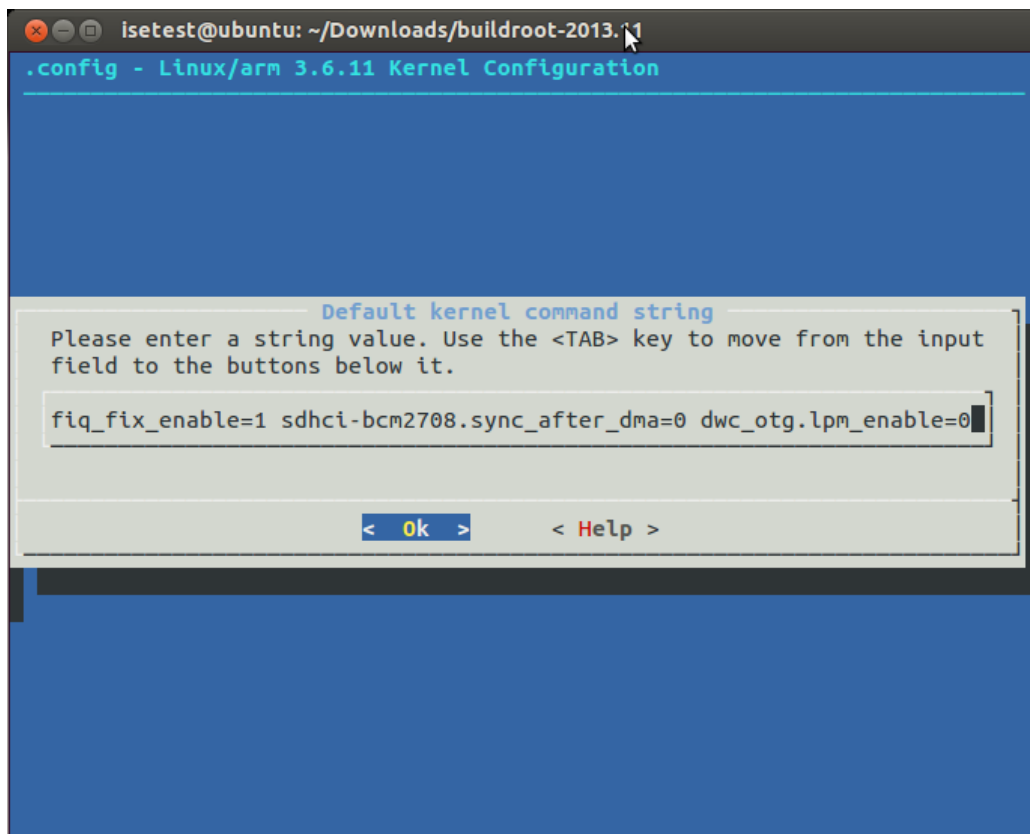 isetest@ubuntu: ~/Downloads/buildroot-2013.11
.config - Linux/arm 3.6.11 Kernel Configuration
Default kernel command string
Please enter a string value. Use the <TAB> key to move from the input
field to the buttons below it.
fiq_fix_enable=1 sdhci-bcm2708.sync_after_dma=0 dwc_otg.lpm_enable=0
< Ok > < Help >